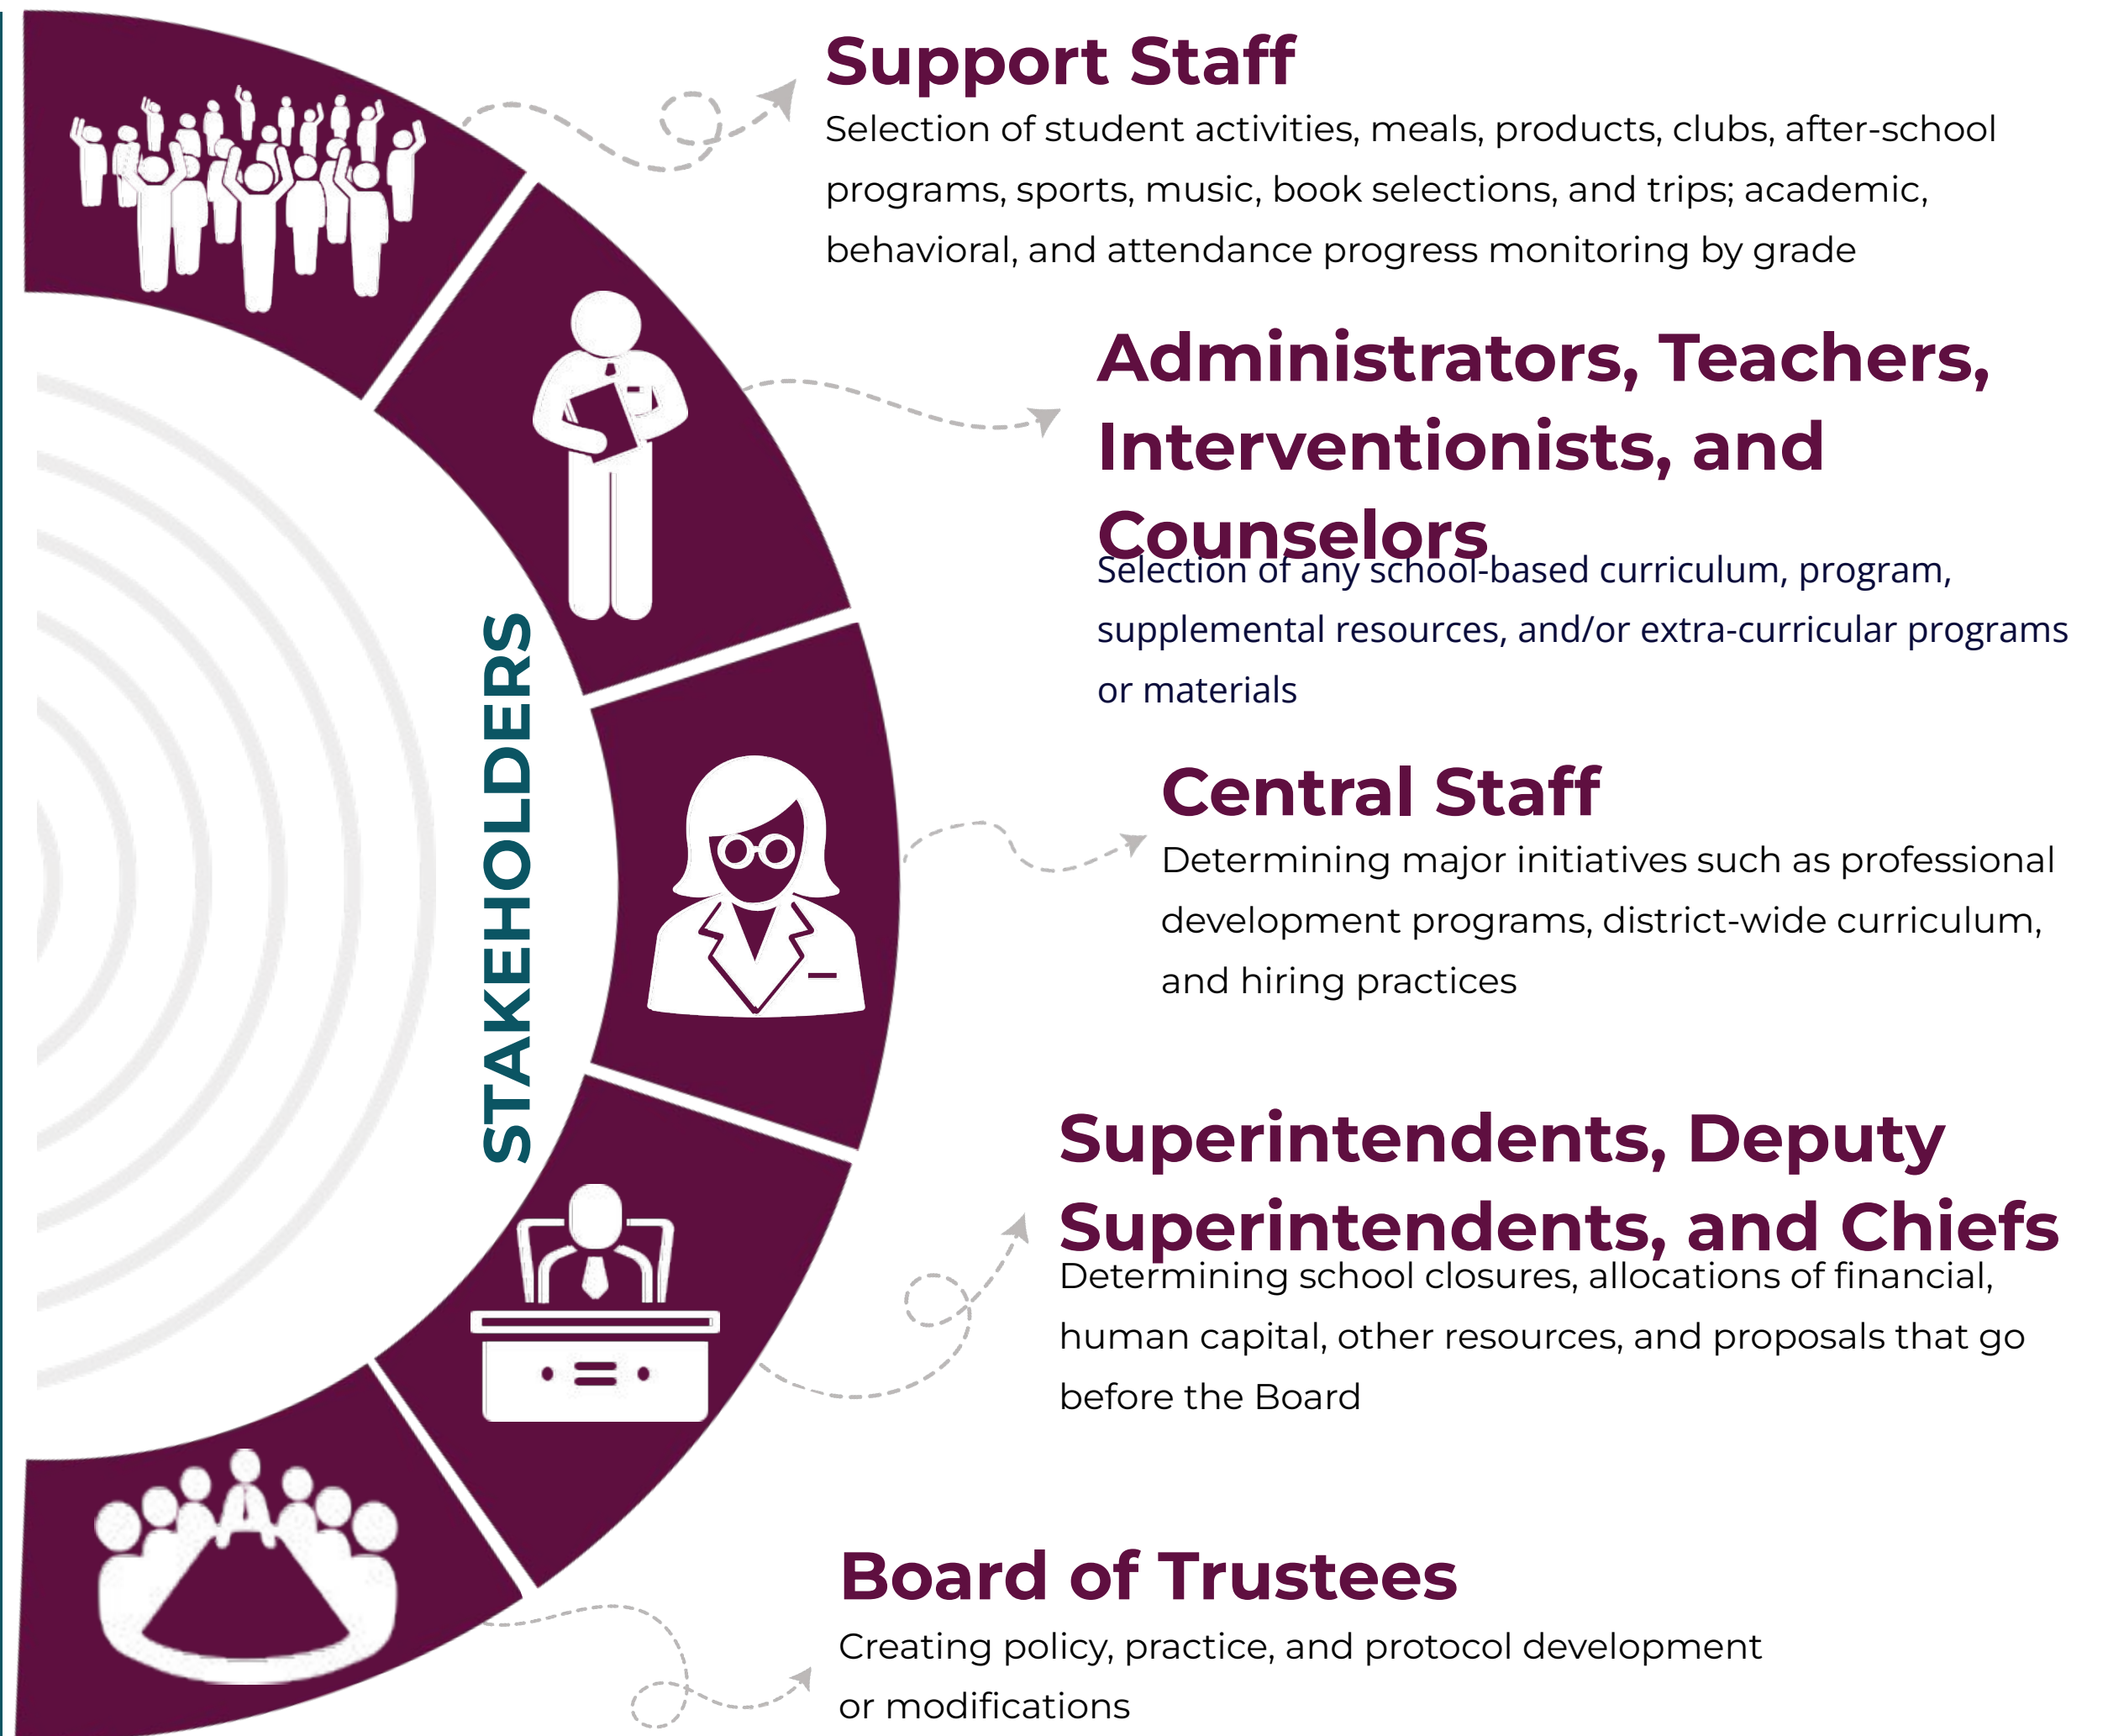 Support Staff
Selection of student activities, meals, products, clubs, after-school
programs, sports, music, book selections, and trips; academic,
behavioral, and attendance progress monitoring by grade
Administrators, Teachers,
Interventionists, and
Counselors
Selection of any school-based curriculum, program,
supplemental resources, and/or extra-curricular programs
or materials
STAKEHOLDERS
Central Staff
Determining major initiatives such as professional
development programs, district-wide curriculum,
and hiring practices
Superintendents, Deputy
Superintendents, and Chiefs
Determining school closures, allocations of financial,
human capital, other resources, and proposals that go
before the Board
Board of Trustees
Creating policy, practice, and protocol development
or modifications